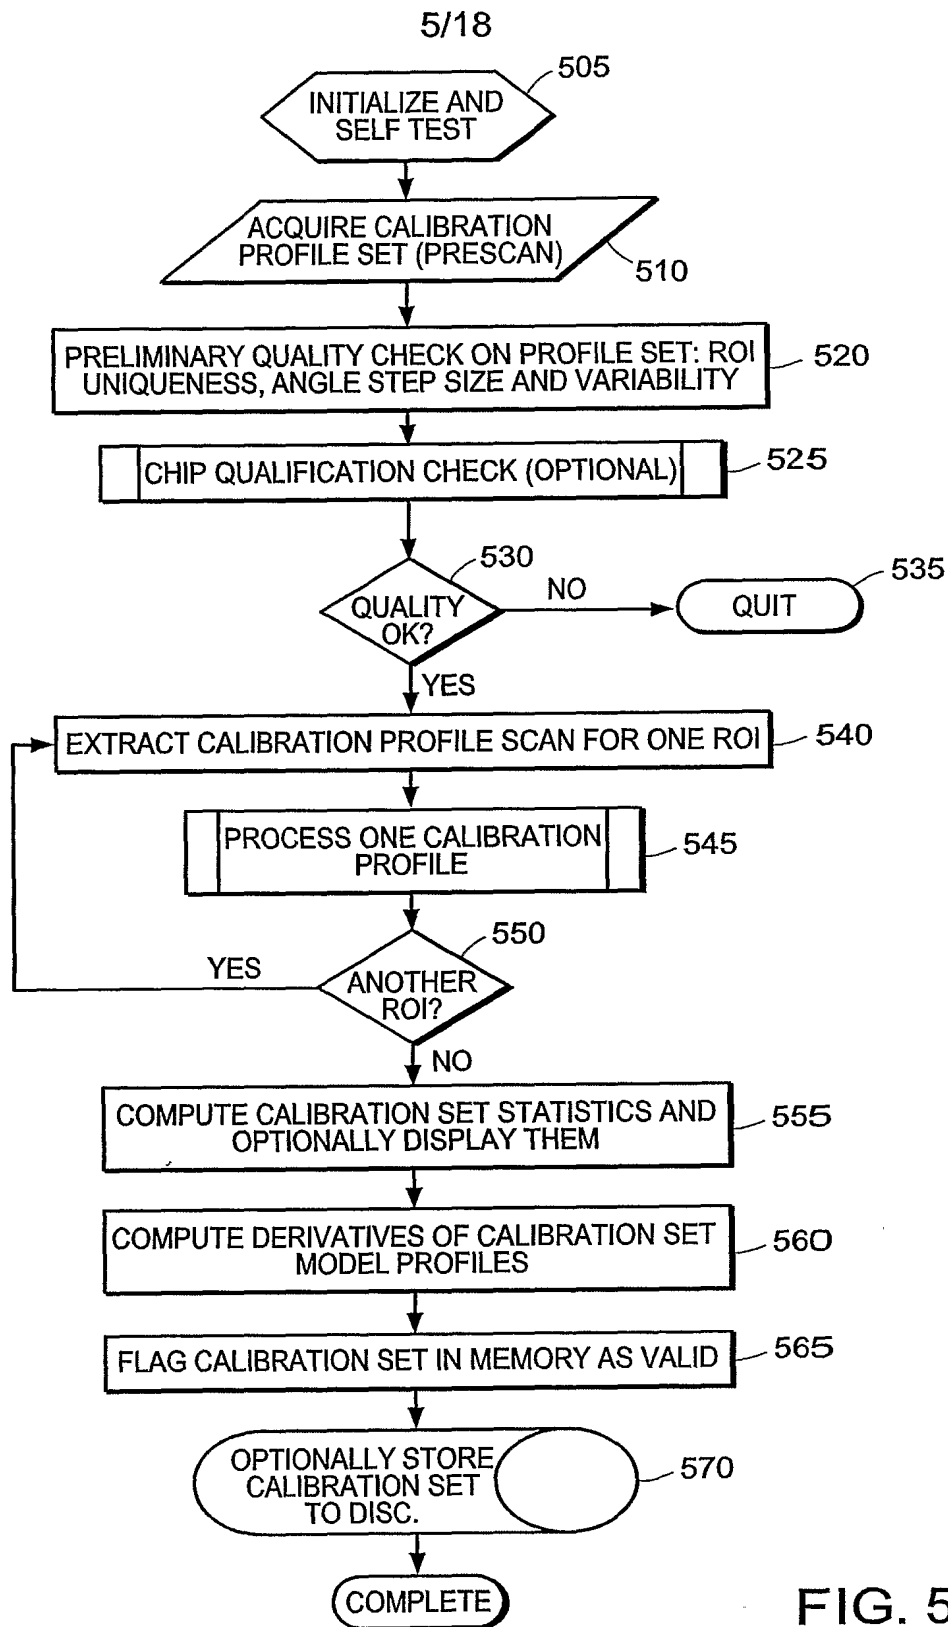 5/18
505
INITIALIZE AND
SELF TEST
ACQUIRE CALIBRATION
PROFILE SET (PRESCAN)
510
PRELIMINARY QUALITY CHECK ON PROFILE SET: ROI
UNIQUENESS, ANGLE STEP SIZE AND VARIABILITY
520
CHIP QUALIFICATION CHECK (OPTIONAL)
525
530
QUALITY
OK?
NO
535
QUIT
YES
EXTRACT CALIBRATION PROFILE SCAN FOR ONE ROI
540
PROCESS ONE CALIBRATION
PROFILE
545
550
YES
ANOTHER
ROI?
NO
COMPUTE CALIBRATION SET STATISTICS AND
OPTIONALLY DISPLAY THEM
555
COMPUTE DERIVATIVES OF CALIBRATION SET
MODEL PROFILES
560
FLAG CALIBRATION SET IN MEMORY AS VALID
565
OPTIONALLY STORE
CALIBRATION SET
TO DISC.
570
COMPLETE
FIG. 5